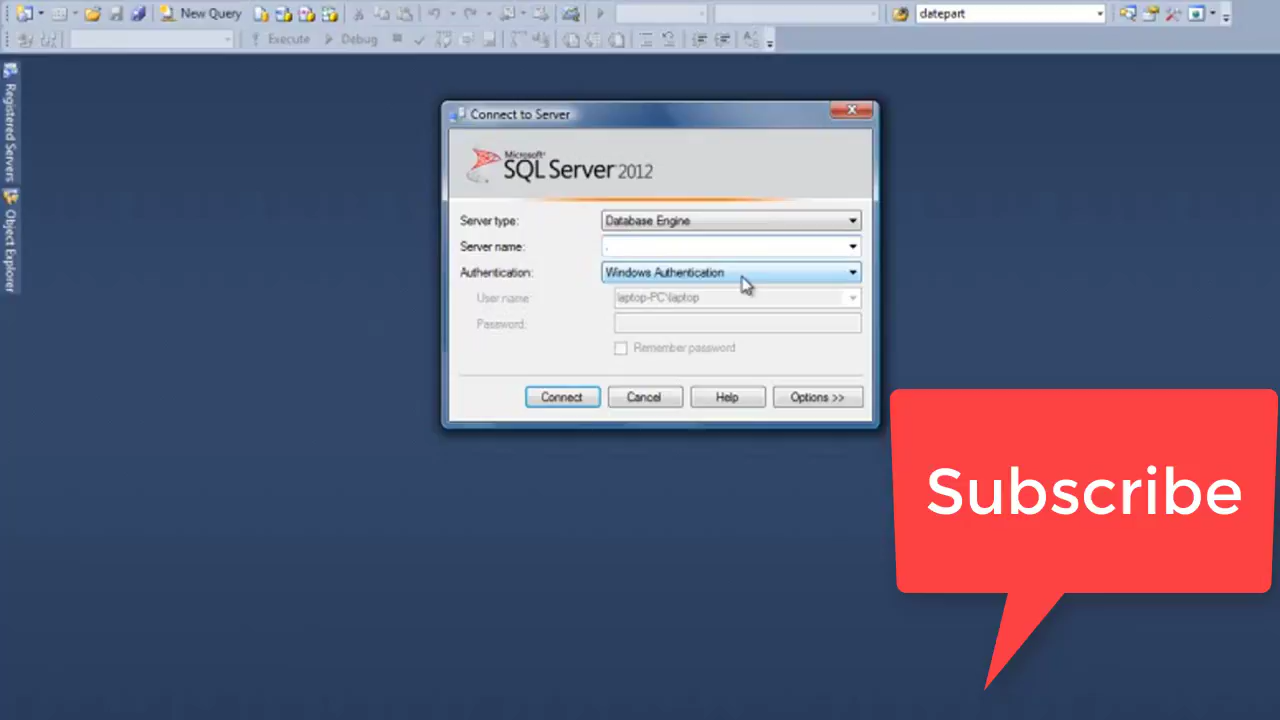 New Query
datepart
Execute
Debug
Registered Servers
Object Explorer
Connect to Server
Microsoft
SQL Server 2012
Server type:
Database Engine
Server name:
.
Authentication:
Windows Authentication
User name:
laptop-PC\laptop
Password:
Remember password
Connect
Cancel
Help
Options >>
Subscribe